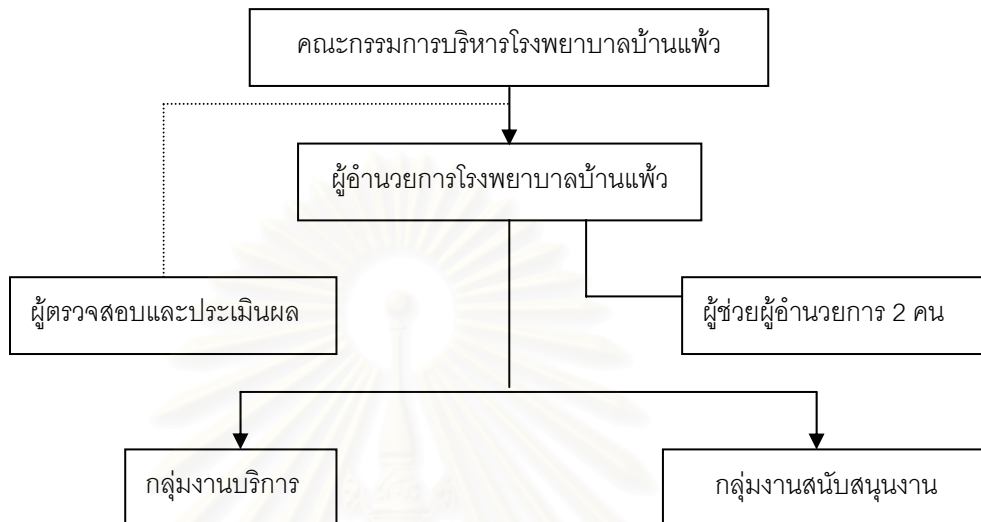 คณะกรรมการบริหารโรงพยาบาลบ้านแพ้ว
ผู้อำนวยการโรงพยาบาลบ้านแพ้ว
ผู้ตรวจสอบและประเมินผล
ผู้ช่วยผู้อำนวยการ 2 คน
กลุ่มงานบริการ
กลุ่มงานสนับสนุนงาน